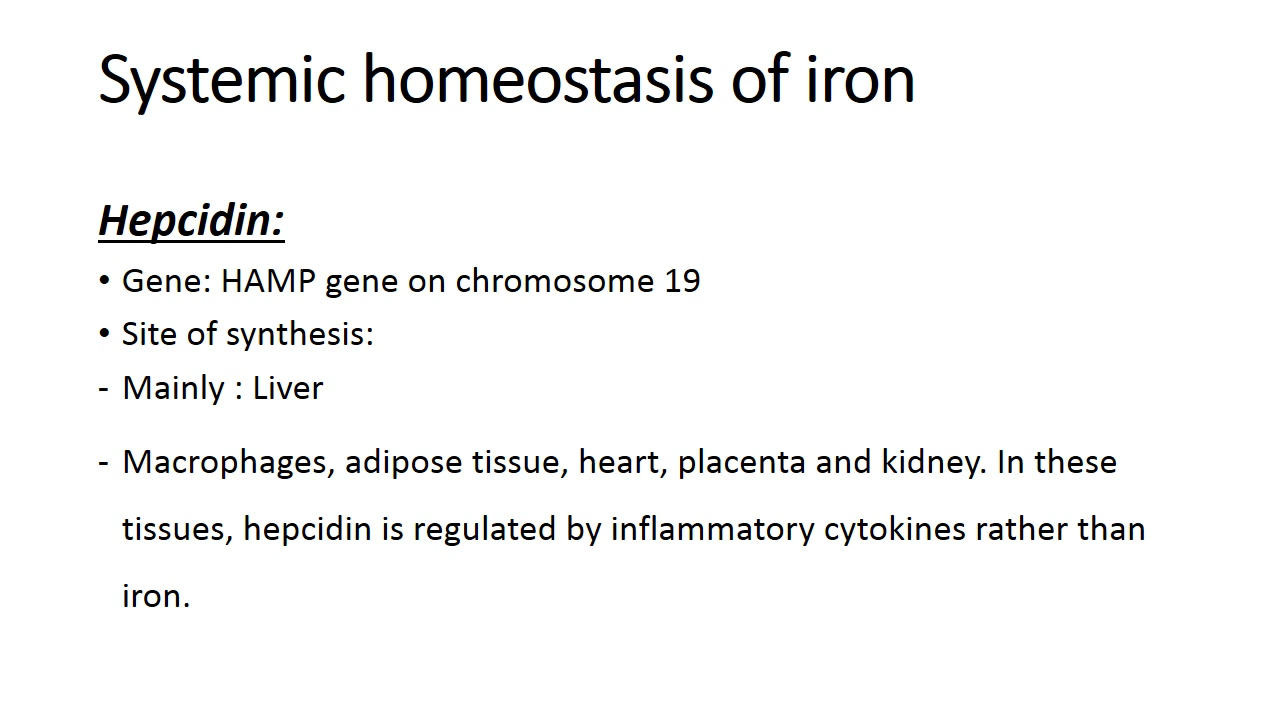 Systemic homeostasis of iron
Hepcidin:
• Gene: HAMP gene on chromosome 19
• Site of synthesis:
- Mainly : Liver
- Macrophages, adipose tissue, heart, placenta and kidney. In these
tissues, hepcidin is regulated by inflammatory cytokines rather than
iron.